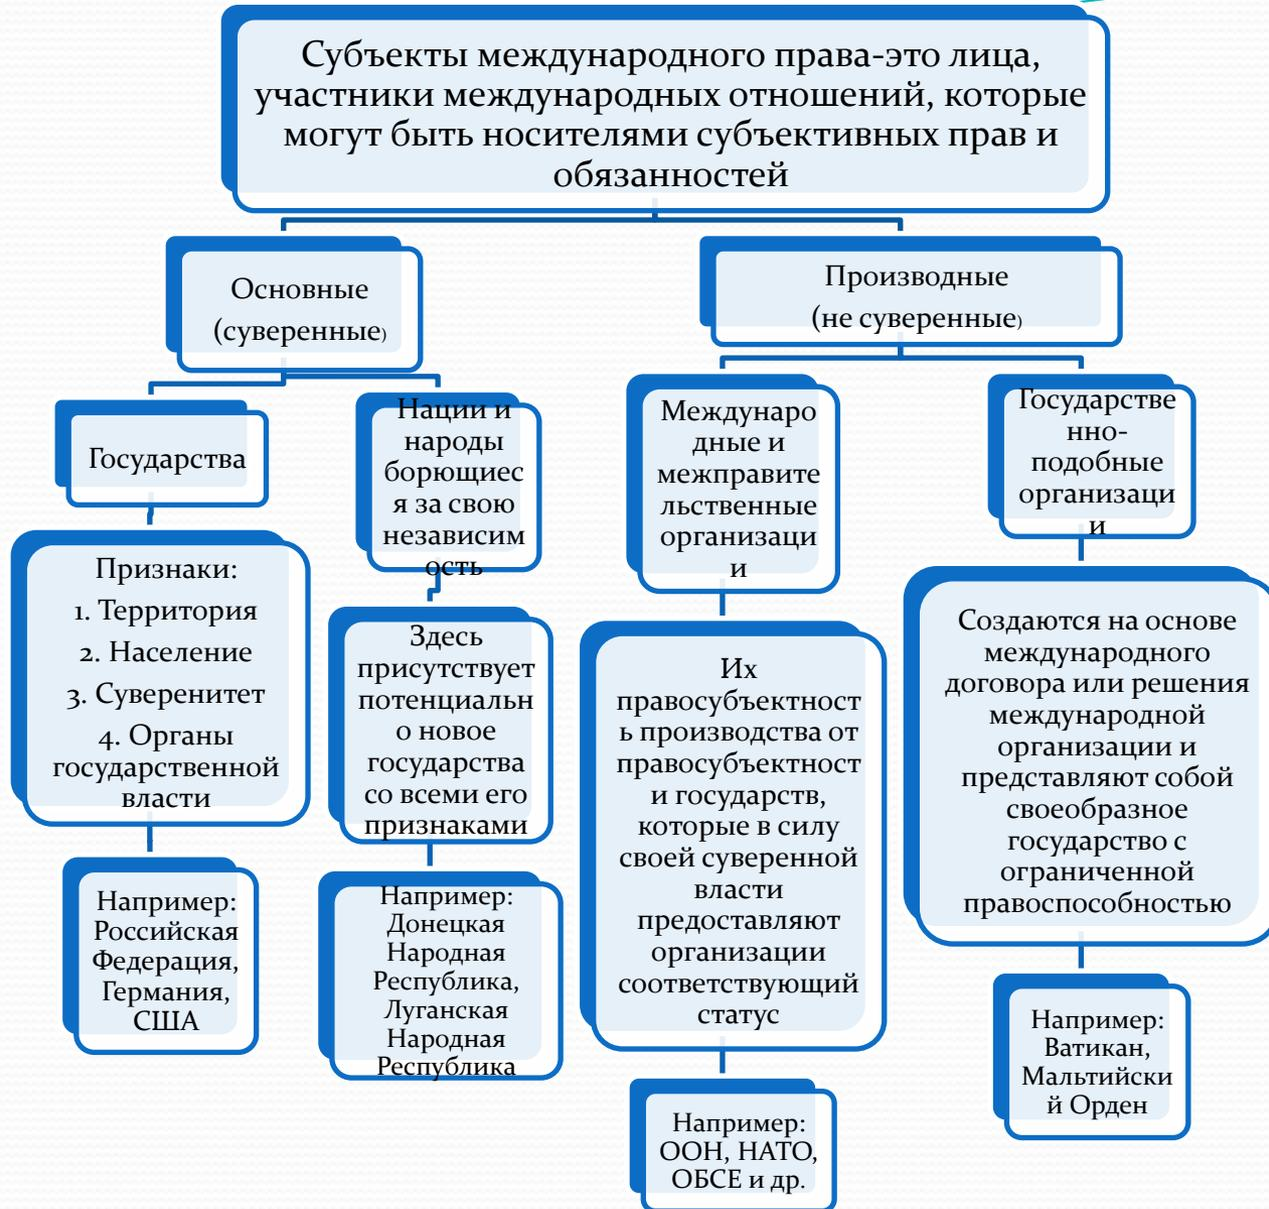 Субъекты международного права-это лица,
участники международных отношений, которые
могут быть носителями субъективных прав и
обязанностей
Основные
(суверенные)
Производные
(не суверенные)
Государства
Нации и
народы
борющиес
я за свою
независим
ость
Междунаро
дные и
межправите
льственные
организаци
и
Государстве
нно-
подобные
организаци
и
Признаки:
1. Территория
2. Население
3. Суверенитет
4. Органы
государственной
власти
Здесь
присутствует
потенциальн
о новое
государства
со всеми его
признаками
Их
правосубъектност
ь производства от
правосубъектност
и государств,
которые в силу
своей суверенной
власти
предоставляют
организации
соответствующий
статус
Создаются на основе
международного
договора или решения
международной
организации и
представляют собой
своеобразное
государство с
ограниченной
правоспособностью
Например:
Российская
Федерация,
Германия,
США
Например:
Донецкая
Народная
Республика,
Луганская
Народная
Республика
Например:
ООН, НАТО,
ОБСЕ и др.
Например:
Ватикан,
Мальтийски
й Орден